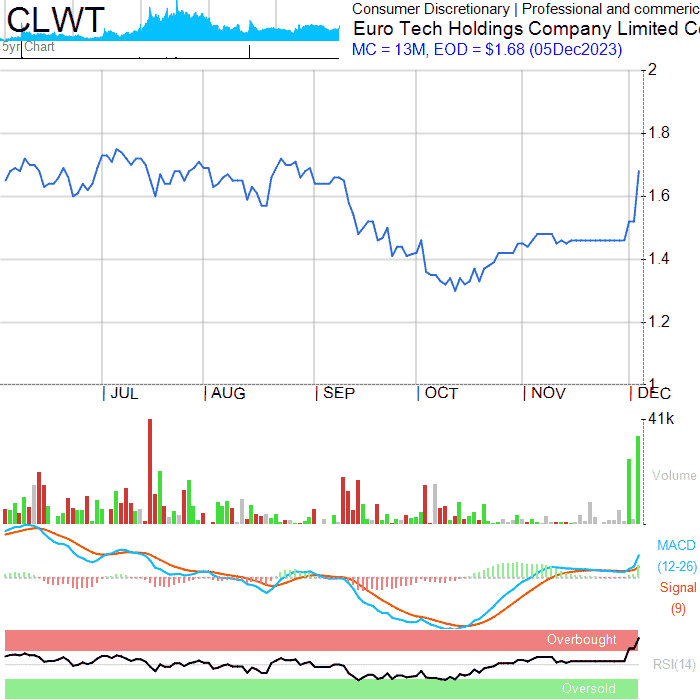 CLWT
5yr Chart
Consumer Discretionary | Professional and commeric
Euro Tech Holdings Company Limited Co
MC = 13M, EOD = $1.68 (05Dec2023)
2
1.8
1.6
1.4
1.2
1
JUL AUG SEP OCT NOV DEC
41k
Volume
MACD
(12-26)
Signal
(9)
Overbought
RSI(14)
Oversold